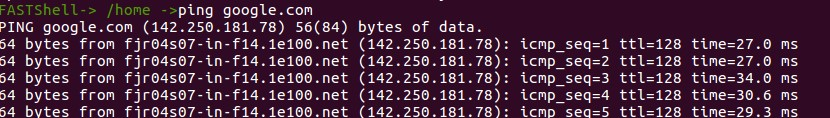 FASTShell-> /home ->ping google.com
PING google.com (142.250.181.78) 56(84) bytes of data.
64 bytes from fjr04s07-in-f14.1e100.net (142.250.181.78): icmp_seq=1 ttl=128 time=27.0 ms
64 bytes from fjr04s07-in-f14.1e100.net (142.250.181.78): icmp_seq=2 ttl=128 time=27.0 ms
64 bytes from fjr04s07-in-f14.1e100.net (142.250.181.78): icmp_seq=3 ttl=128 time=34.0 ms
64 bytes from fjr04s07-in-f14.1e100.net (142.250.181.78): icmp_seq=4 ttl=128 time=30.6 ms
64 bytes from fjr04s07-in-f14.1e100.net (142.250.181.78): icmp_seq=5 ttl=128 time=29.3 ms